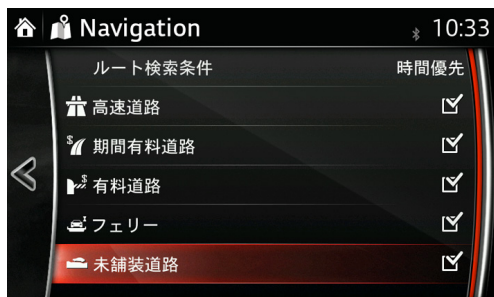 Navigation 10:33
ルート検索条件 時間優先
高速道路
期間有料道路
有料道路
フェリー
未舗装道路